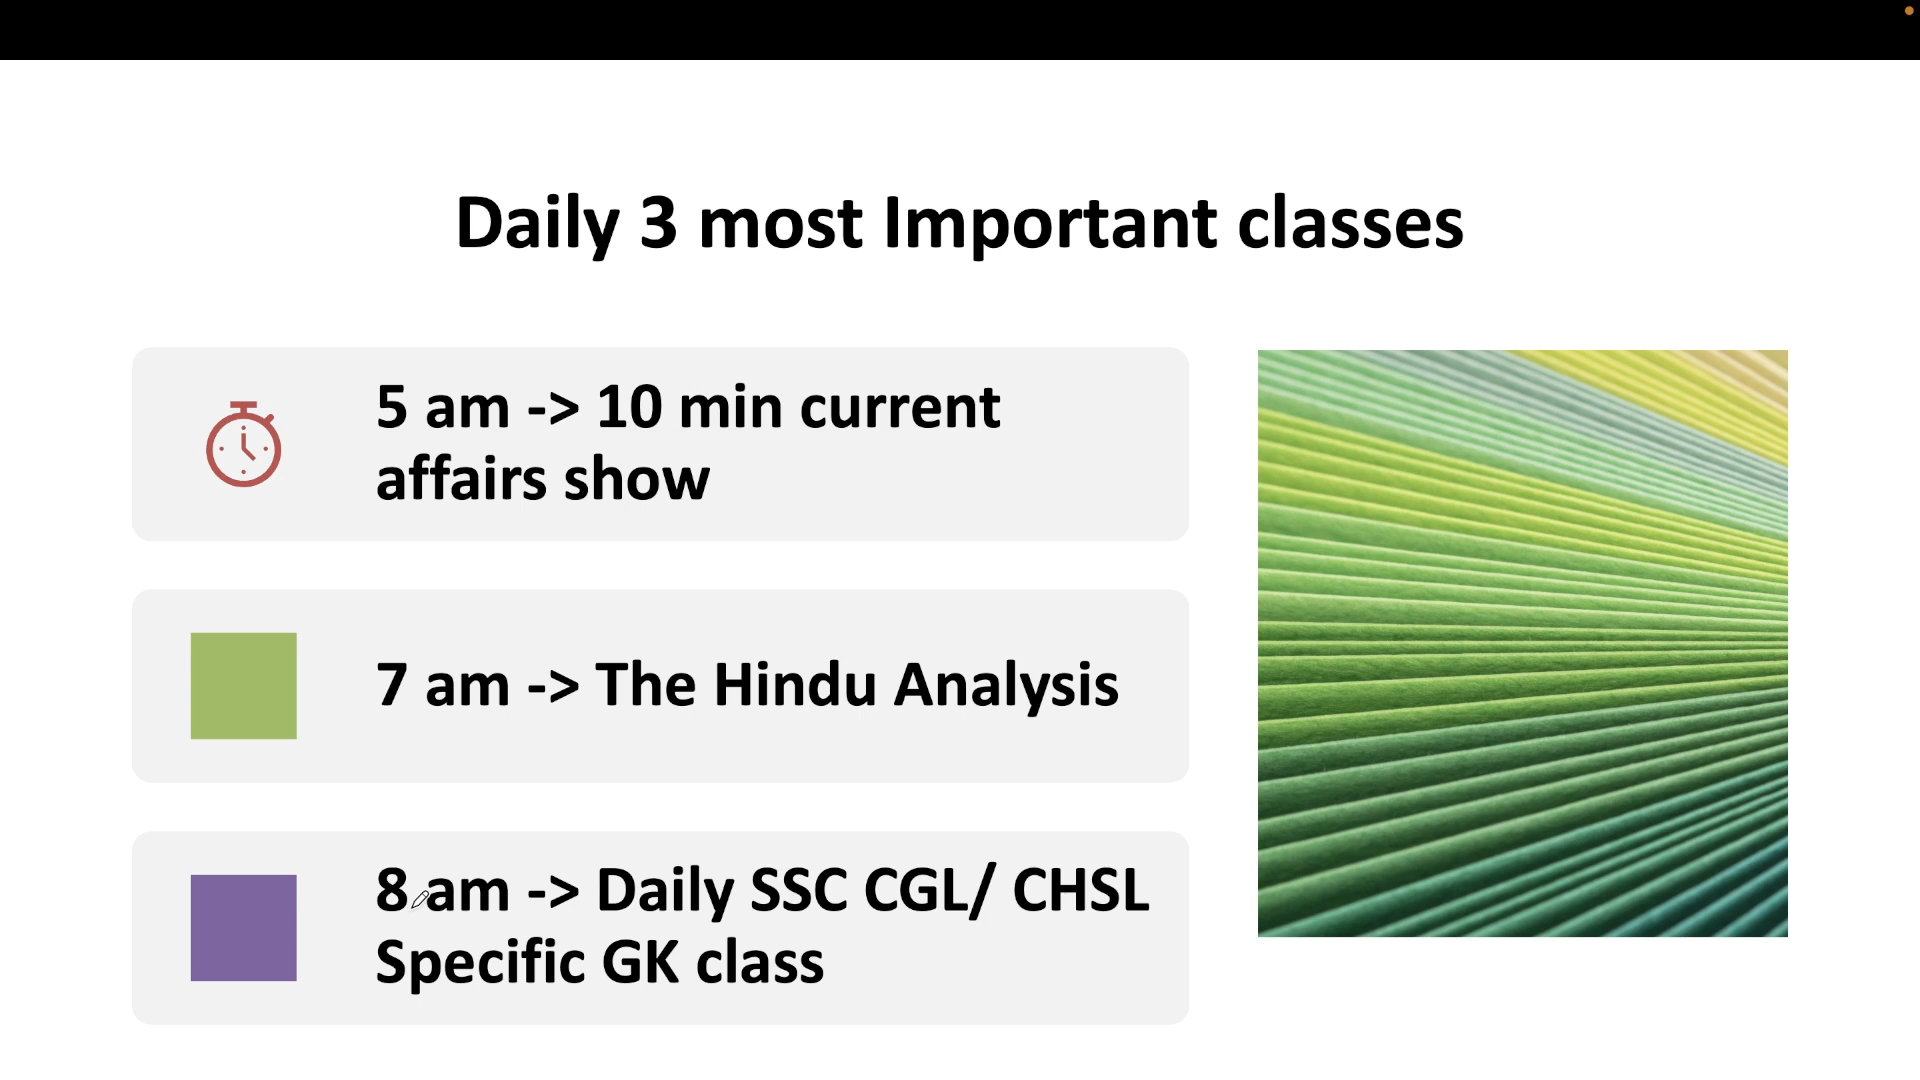 Daily 3 most Important classes
5 am -> 10 min current
affairs show
7 am -> The Hindu Analysis
8 am -> Daily SSC CGL/ CHSL
Specific GK class